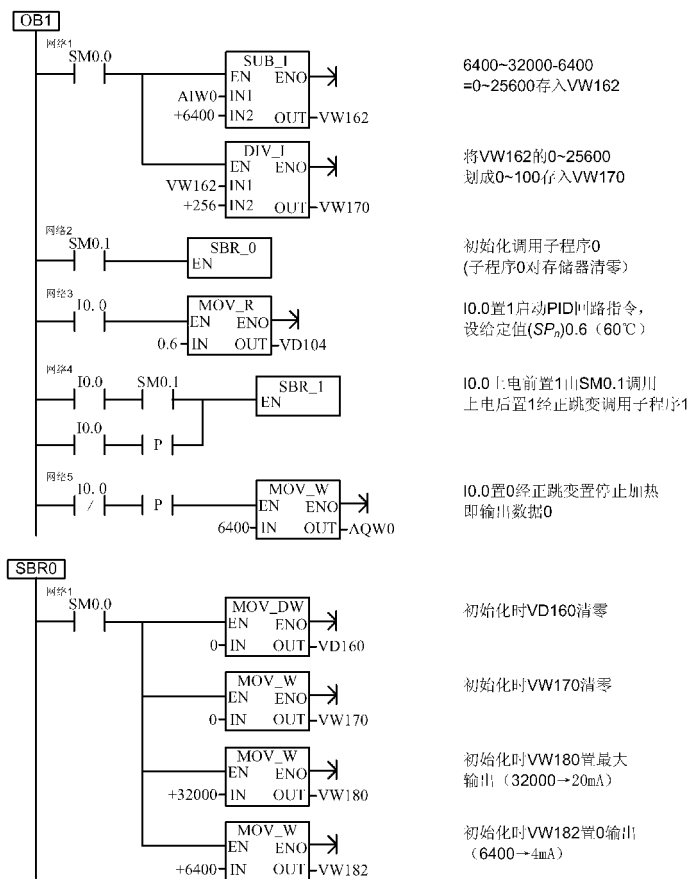 OB1
网络1
SM0.0
SUB_I
EN ENO
AIW0 IN1
+6400 IN2 OUT VW162
6400~32000-6400
=0~25600存入VW162
DIV_I
EN ENO
VW162 IN1
+256 IN2 OUT VW170
将VW162的0~25600
划成0~100存入VW170
网络2
SM0.1
SBR_0
EN
初始化调用子程序0
(子程序0对存储器清零)
网络3
I0.0
MOV_R
EN ENO
0.6 IN OUT VD104
I0.0置1启动PID回路指令,
设给定值(SPn)0.6（60℃）
网络4
I0.0 SM0.1
SBR_1
EN
I0.0
P
I0.0上电前置1由SM0.1调用
上电后置1经正跳变调用子程序1
网络5
I0.0
/ P
MOV_W
EN ENO
6400 IN OUT AQW0
I0.0置0经正跳变置停止加热
即输出数据0
SBR0
网络1
SM0.0
MOV_DW
EN ENO
0 IN OUT VD160
初始化时VD160清零
MOV_W
EN ENO
0 IN OUT VW170
初始化时VW170清零
MOV_W
EN ENO
+32000 IN OUT VW180
初始化时VW180置最大
输出（32000→20mA）
MOV_W
EN ENO
+6400 IN OUT VW182
初始化时VW182置0输出
（6400→4mA）